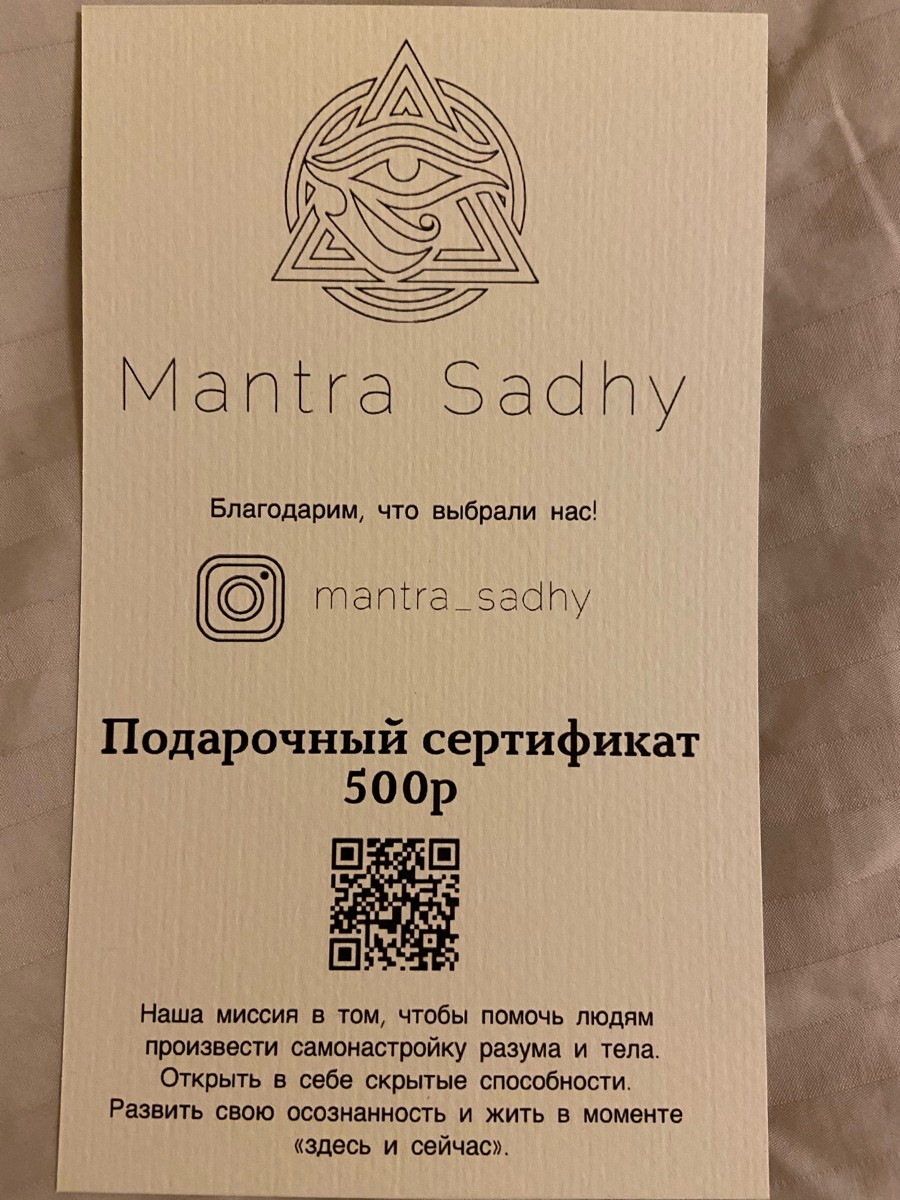 Mantra Sadhy
Благодарим, что выбрали нас!
mantra_sadhy
Подарочный сертификат
500р
Наша миссия в том, чтобы помочь людям
произвести самонастройку разума и тела.
Открыть в себе скрытые способности.
Развить свою осознанность и жить в моменте
«здесь и сейчас».